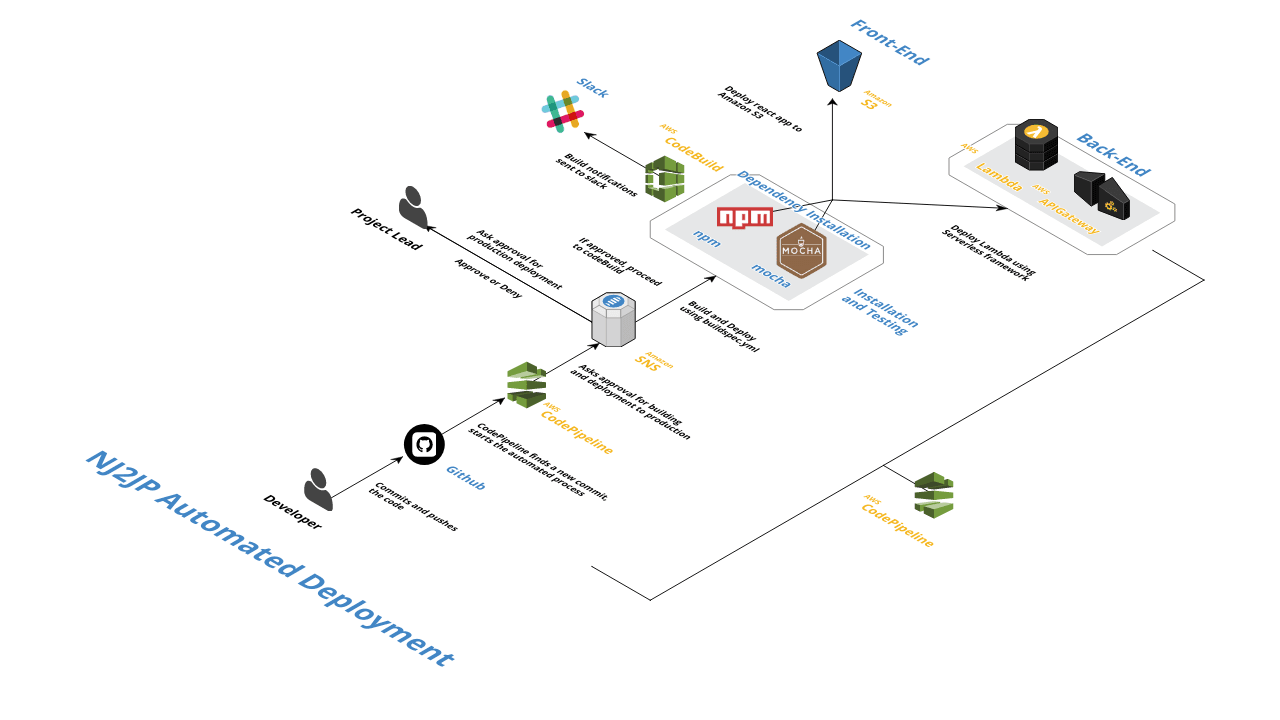 Front-End
Amazon
S3
Deploy react app to
Amazon S3
Slack
Build notifications
sent to slack
AWS
CodeBuild
Dependency Installation
npm
npm
MOCHA
mocha
Installation
and Testing
Back-End
AWS
Lambda
AWS
APIGateway
Deploy Lambda using
Serverless framework
Project Lead
Ask approval for
production deployment
Approve or Deny
If approved, proceed
to codeBuild
Build and Deploy
using buildspec.yml
Amazon
SNS
Asks approval for building
and deployment to production
AWS
CodePipeline
CodePipeline finds a new commit,
starts the automated process
Github
Commits and pushes
the code
Developer
AWS
CodePipeline
NJ2JP Automated Deployment